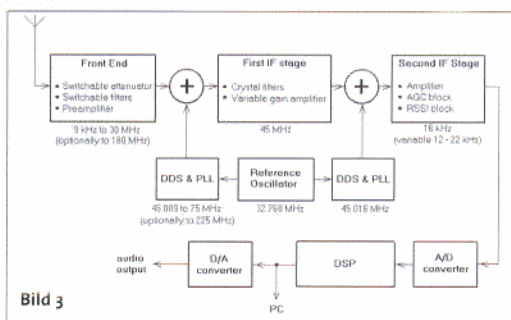 Front End
▪ Switchable attenuator
▪ Switchable filters
▪ Preamplifier
9 kHz to 30 MHz
(optionally to 180 MHz)
+
First IF stage
▪ Crystal filters
▪ Variable gain amplifier
45 MHz
+
Second IF Stage
▪ Amplifier
▪ AGC block
▪ RSSI block
16 kHz
(variable 12 - 22 kHz)
DDS & PLL
45.009 to 75 MHz
(optionally to 225 MHz)
Reference
Oscillator
32.768 MHz
DDS & PLL
45.016 MHz
audio
output
D/A
converter
DSP
A/D
converter
PC
Bild 3